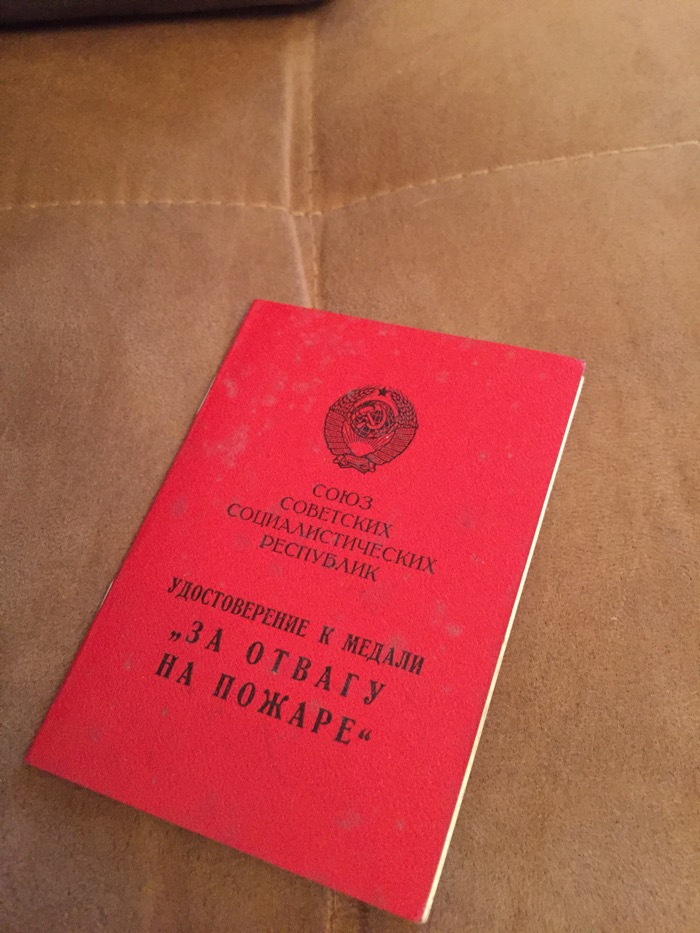 СОЮЗ
СОВЕТСКИХ
СОЦИАЛИСТИЧЕСКИХ
РЕСПУБЛИК
УДОСТОВЕРЕНИЕ К МЕДАЛИ
„ЗА ОТВАГУ
НА ПОЖАРЕ“